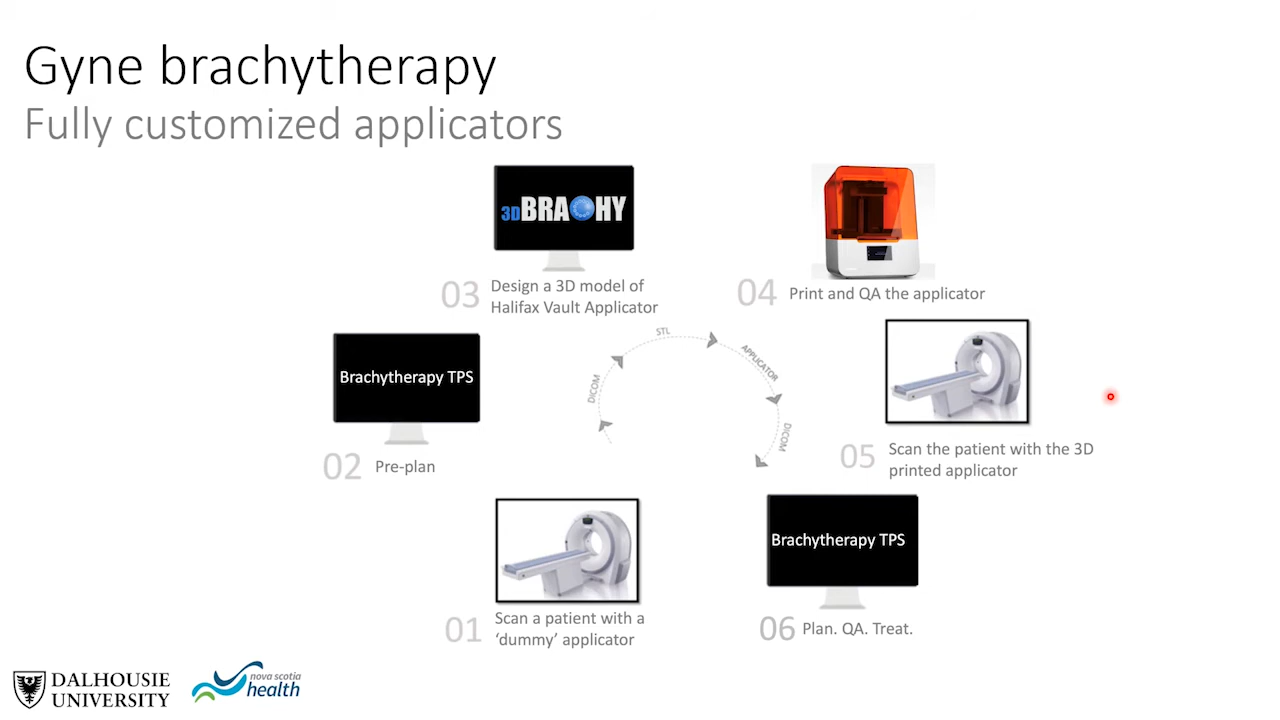 Gyne brachytherapy
Fully customized applicators
3DBRACHY
03
Design a 3D model of
Halifax Vault Applicator
04
Print and QA the applicator
STL
APPLICATOR
DICOM
DICOM
Brachytherapy TPS
02
Pre-plan
05
Scan the patient with the 3D
printed applicator
01
Scan a patient with a
‘dummy’ applicator
Brachytherapy TPS
06
Plan. QA. Treat.
DALHOUSIE
UNIVERSITY
nova scotia
health